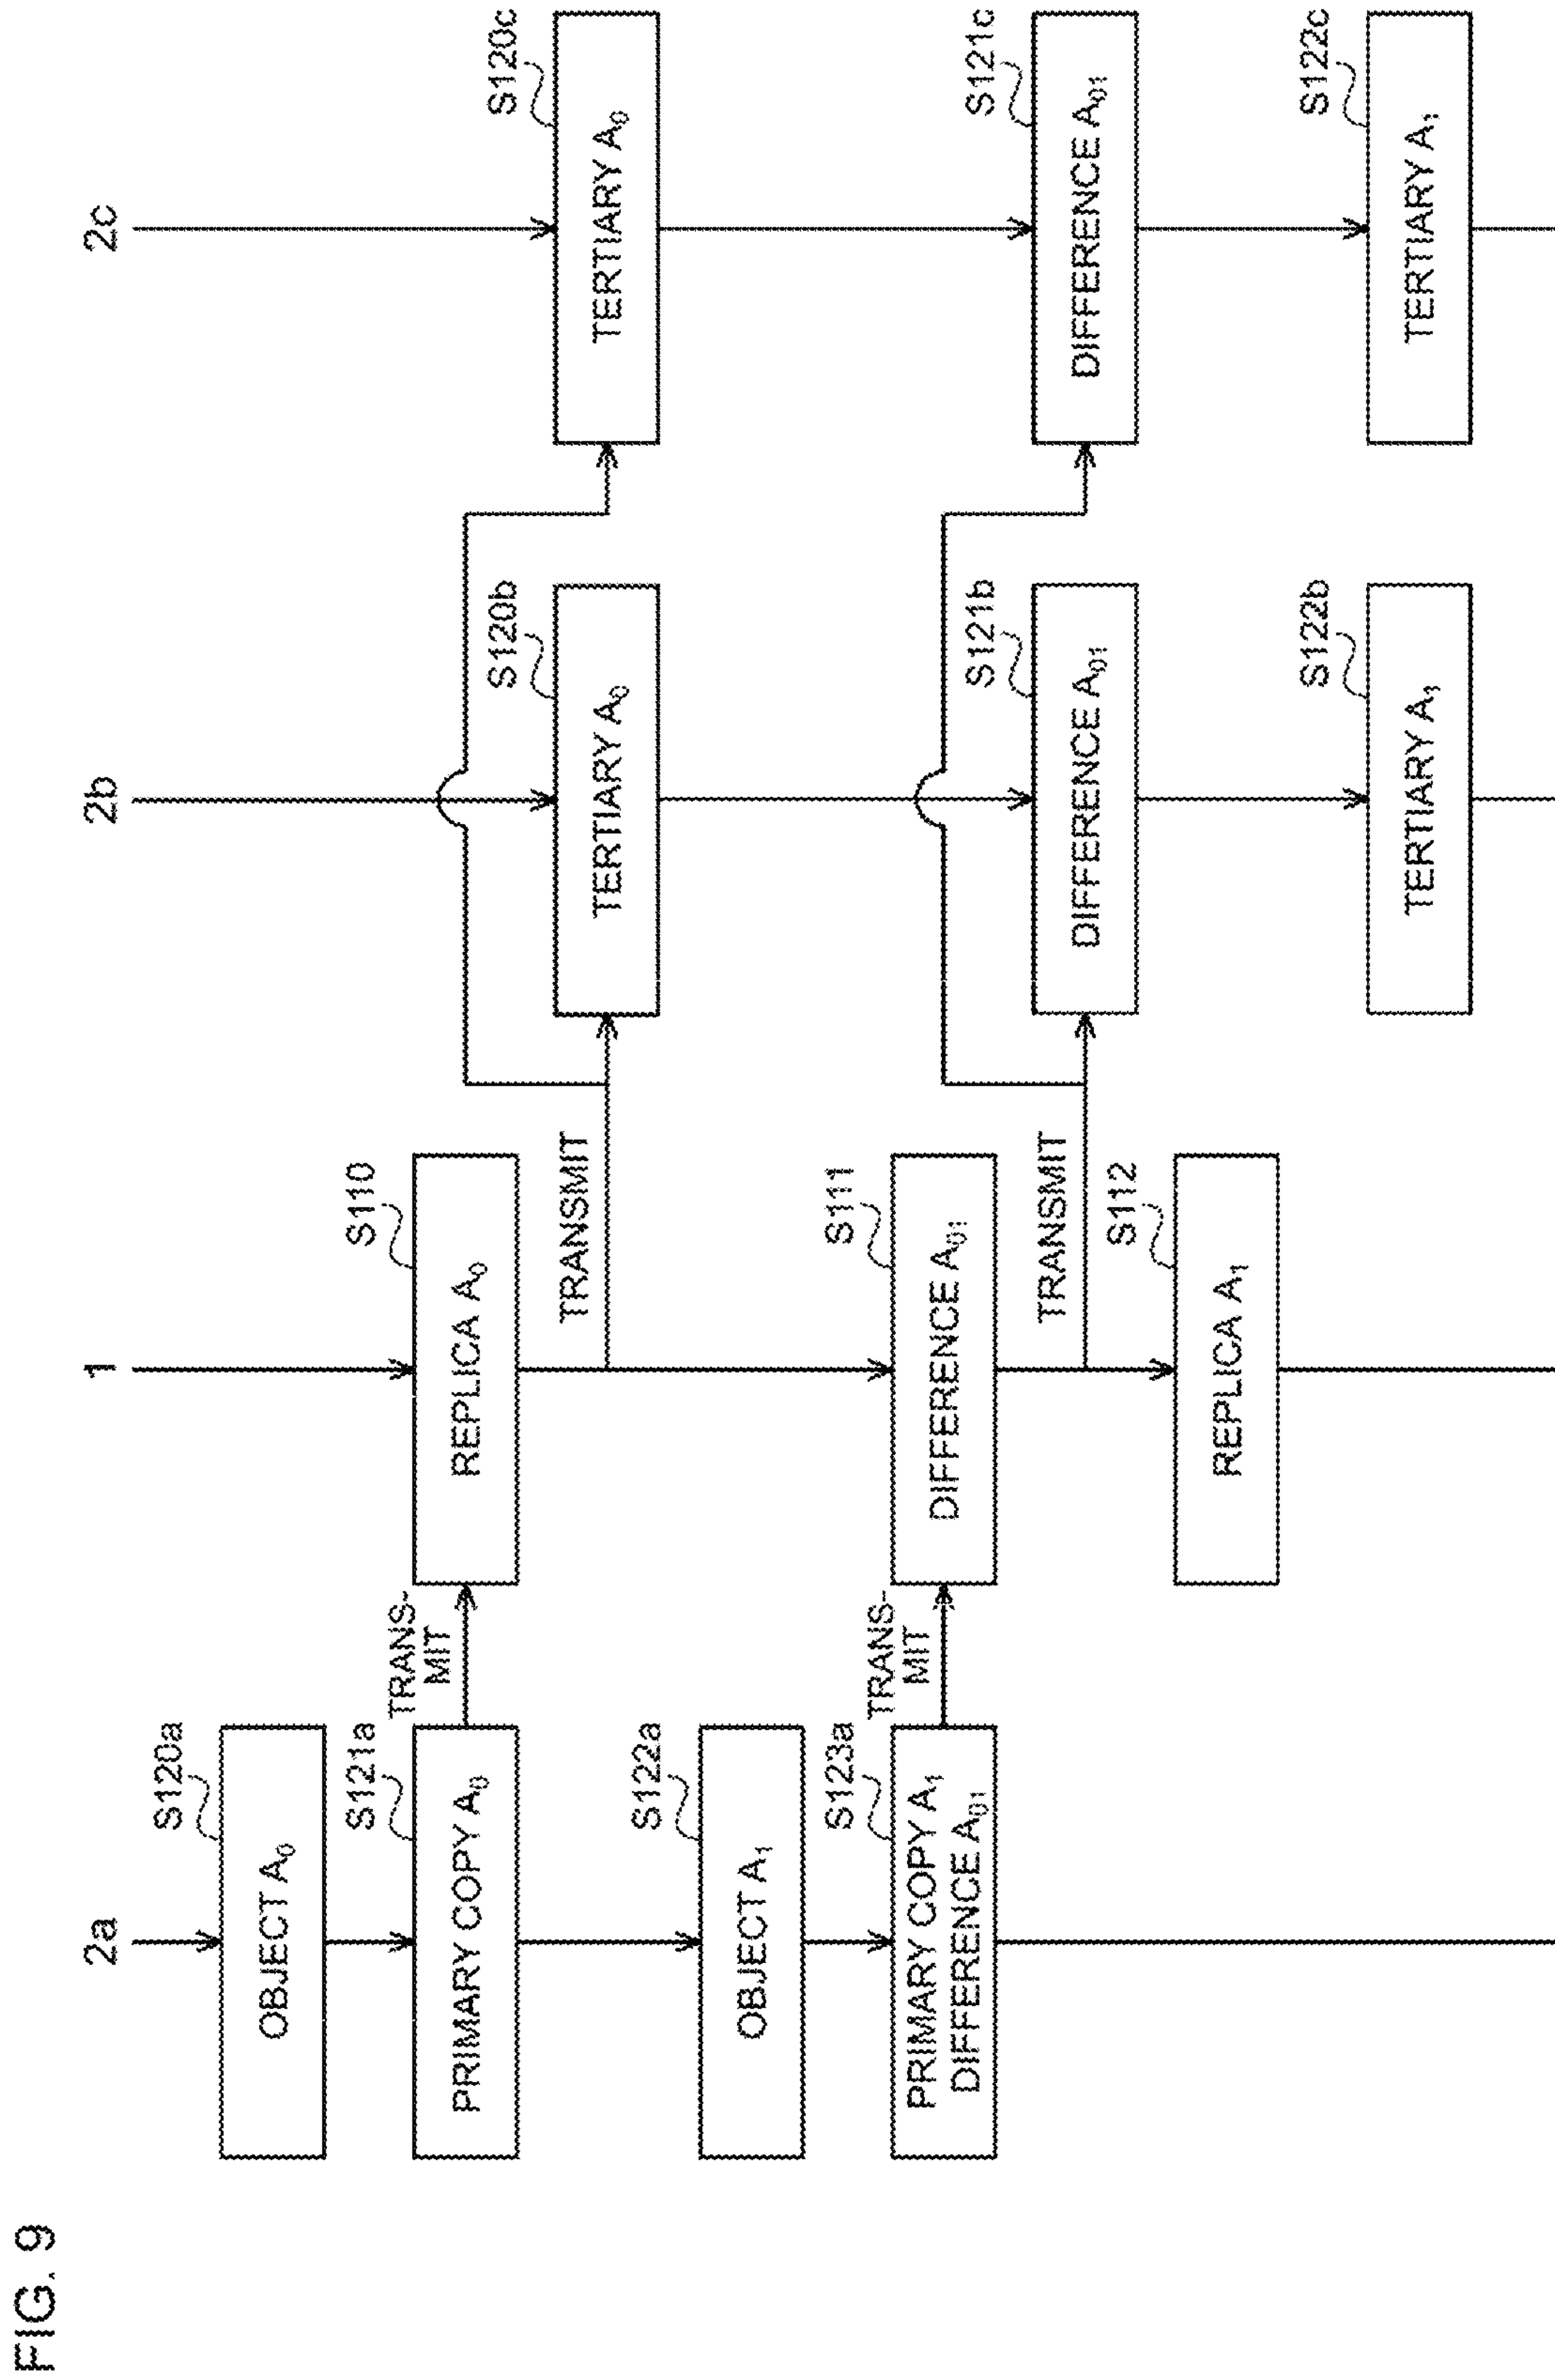 FIG. 9
2a
1
2b
2c
S120a
OBJECT A₀
S121a
PRIMARY COPY A₀
TRANS-
MIT
S110
REPLICA A₀
TRANSMIT
S120b
TERTIARY A₀
S120c
TERTIARY A₀
S122a
OBJECT A₁
S123a
PRIMARY COPY A₁
DIFFERENCE A₀₁
TRANS-
MIT
S111
DIFFERENCE A₀₁
TRANSMIT
S121b
DIFFERENCE A₀₁
S121c
DIFFERENCE A₀₁
S112
REPLICA A₁
S122b
TERTIARY A₁
S122c
TERTIARY A₁